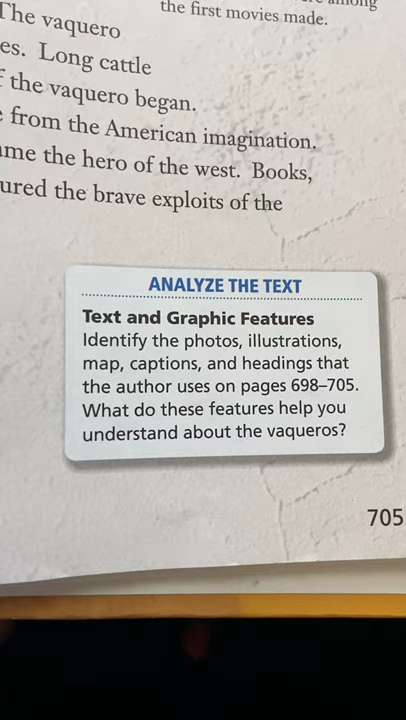 among
the first movies made.
The vaquero
es. Long cattle
f the vaquero began.
from the American imagination.
ame the hero of the west. Books,
ured the brave exploits of the
ANALYZE THE TEXT
Text and Graphic Features
Identify the photos, illustrations,
map, captions, and headings that
the author uses on pages 698–705.
What do these features help you
understand about the vaqueros?
705